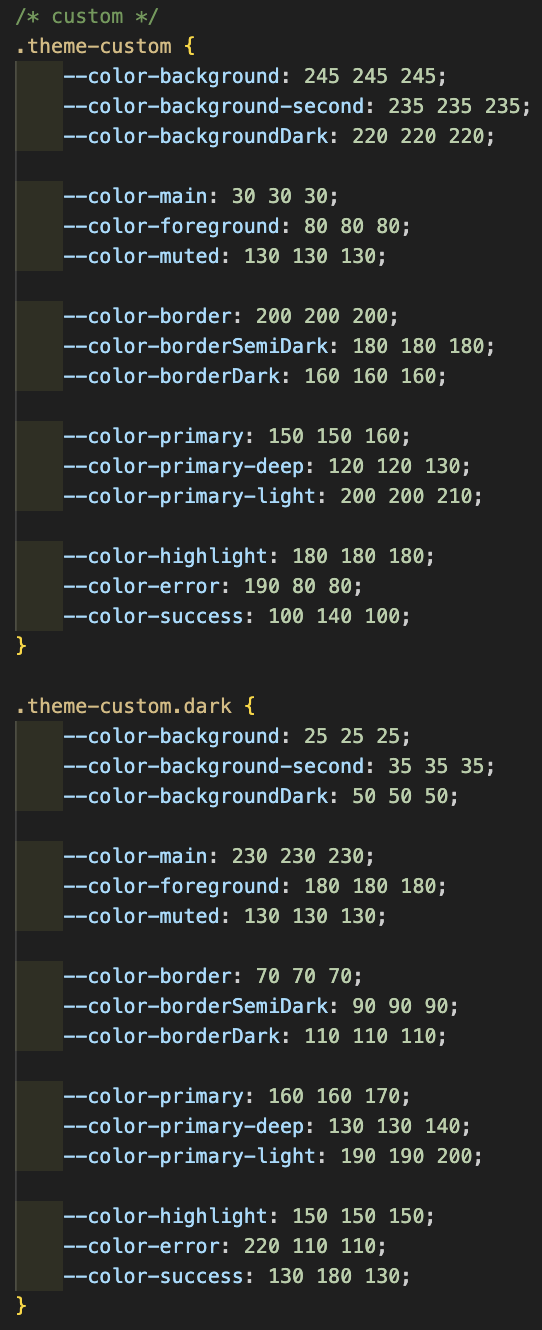 /* custom */
.theme-custom {
--color-background: 245 245 245;
--color-background-second: 235 235 235;
--color-backgroundDark: 220 220 220;
--color-main: 30 30 30;
--color-foreground: 80 80 80;
--color-muted: 130 130 130;
--color-border: 200 200 200;
--color-borderSemiDark: 180 180 180;
--color-borderDark: 160 160 160;
--color-primary: 150 150 160;
--color-primary-deep: 120 120 130;
--color-primary-light: 200 200 210;
--color-highlight: 180 180 180;
--color-error: 190 80 80;
--color-success: 100 140 100;
}
.theme-custom.dark {
--color-background: 25 25 25;
--color-background-second: 35 35 35;
--color-backgroundDark: 50 50 50;
--color-main: 230 230 230;
--color-foreground: 180 180 180;
--color-muted: 130 130 130;
--color-border: 70 70 70;
--color-borderSemiDark: 90 90 90;
--color-borderDark: 110 110 110;
--color-primary: 160 160 170;
--color-primary-deep: 130 130 140;
--color-primary-light: 190 190 200;
--color-highlight: 150 150 150;
--color-error: 220 110 110;
--color-success: 130 180 130;
}